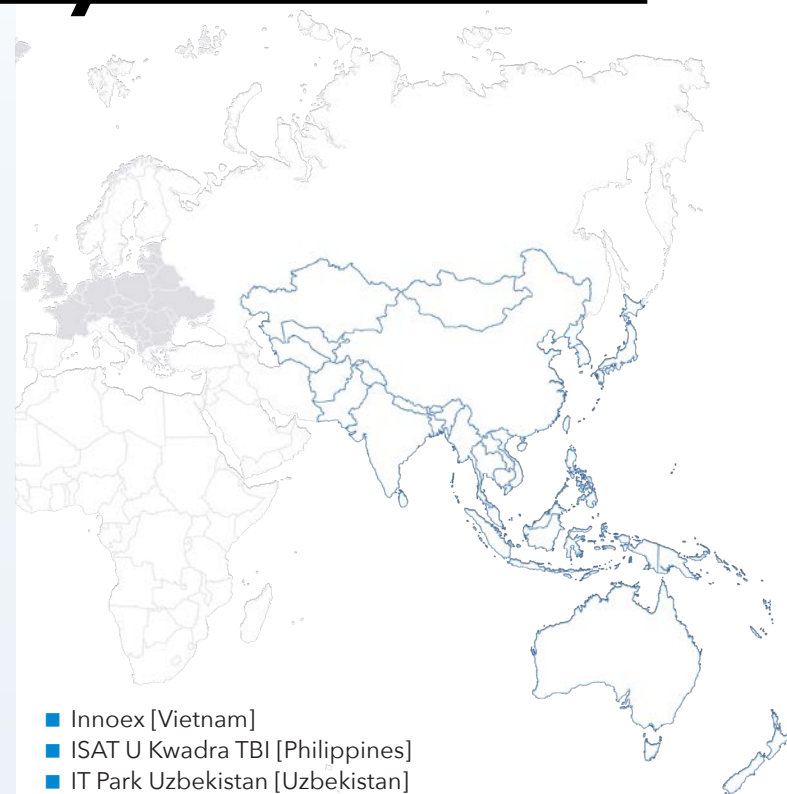 Innoex [Vietnam]
ISAT U Kwadra TBI [Philippines]
IT Park Uzbekistan [Uzbekistan]